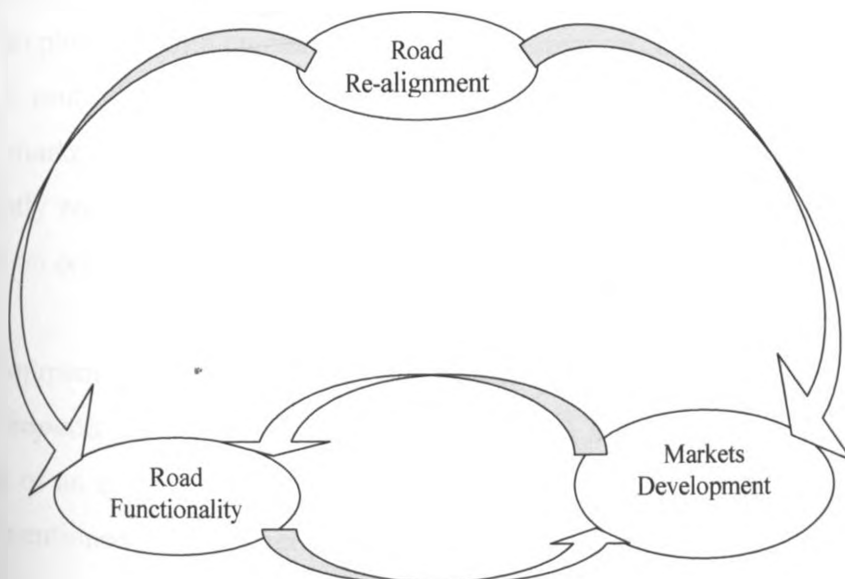 Road
Re-alignment
Markets
Development
Road
Functionality